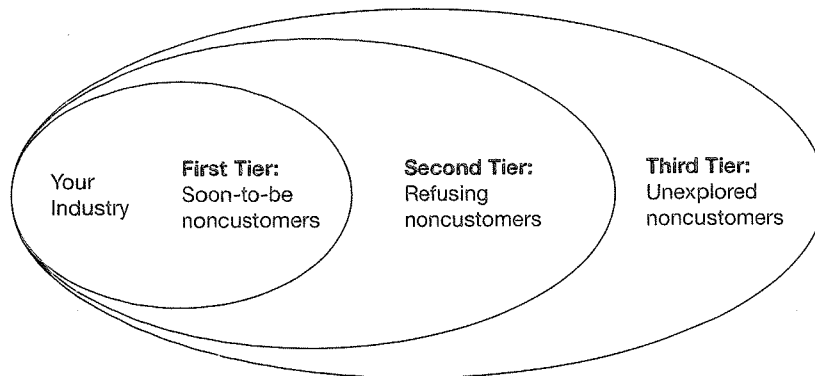 Your
Industry
First Tier:
Soon-to-be
noncustomers
Second Tier:
Refusing
noncustomers
Third Tier:
Unexplored
noncustomers